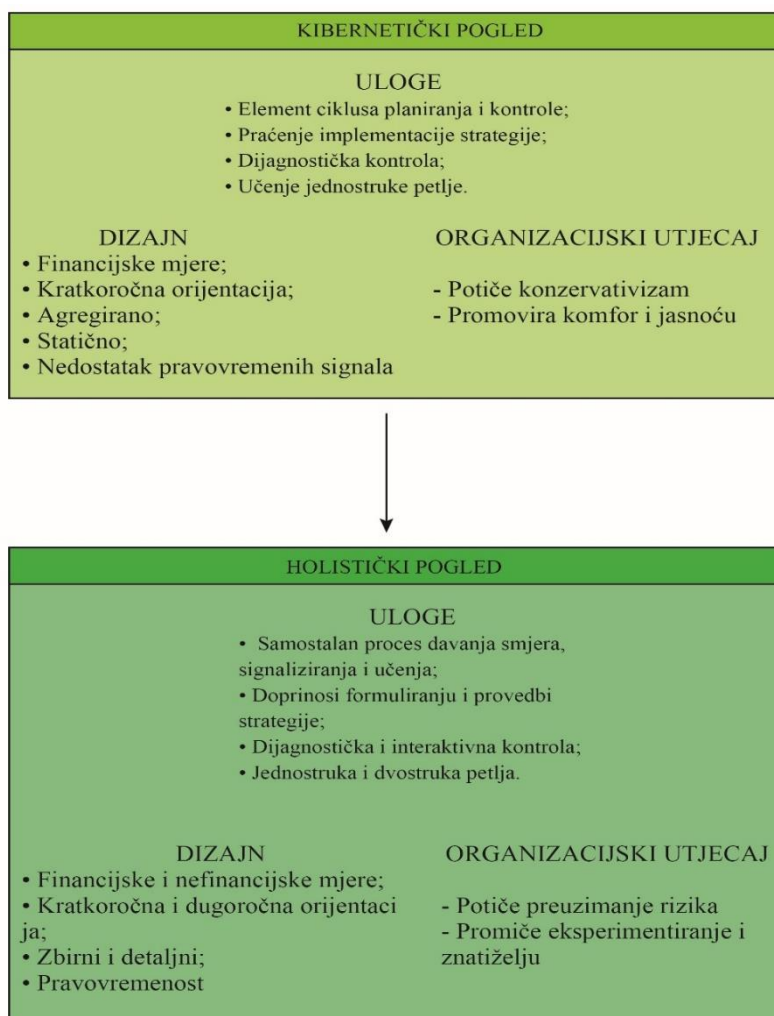 KIBERNETIČKI POGLED
ULOGE
• Element ciklusa planiranja i kontrole;
• Praćenje implementacije strategije;
• Dijagnostička kontrola;
• Učenje jednostruke petlje.
DIZAJN
• Financijske mjere;
• Kratkoročna orijentacija;
• Agregirano;
• Statično;
• Nedostatak pravovremenih signala
ORGANIZACIJSKI UTJECAJ
- Potiče konzervativizam
- Promovira komfor i jasnoću
HOLISTIČKI POGLED
ULOGE
• Samostalan proces davanja smjera,
signaliziranja i učenja;
• Doprinosi formuliranju i provedbi
strategije;
• Dijagnostička i interaktivna kontrola;
• Jednostruka i dvostruka petlja.
DIZAJN
• Financijske i nefinancijske mjere;
• Kratkoročna i dugoročna orijentaci
ja;
• Zbirni i detaljni;
• Pravovremenost
ORGANIZACIJSKI UTJECAJ
- Potiče preuzimanje rizika
- Promiče eksperimentiranje i
znatiželju